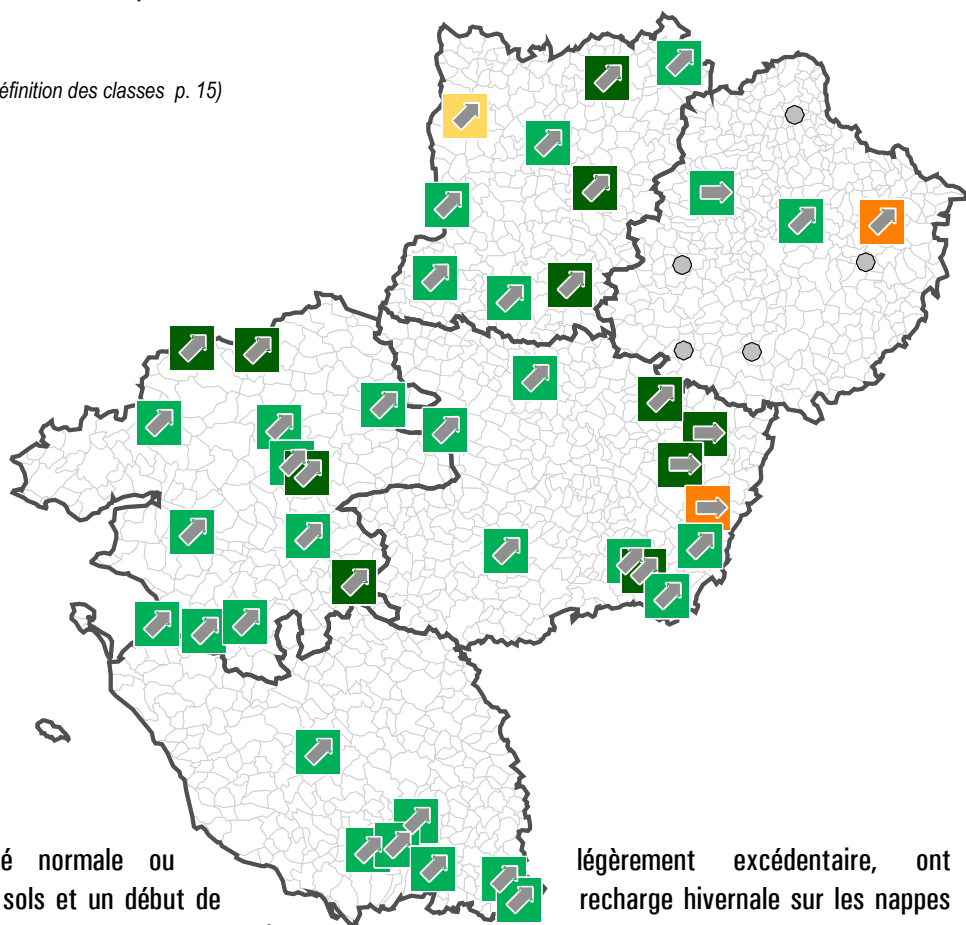 éfinition des classes p. 15)
é normale ou légèrement excédentaire, ont
sols et un début de recharge hivernale sur les nappes